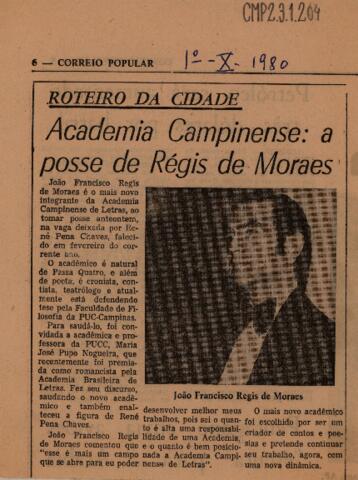 CMP2.3.1.204
6 — CORREIO POPULAR
1º-X-1980
ROTEIRO DA CIDADE
Academia Campinense: a
posse de Régis de Moraes
João Francisco Regis
de Moraes é o mais novo
integrante da Academia
Campinense de Letras, ao
tomar posse anteontem,
na vaga deixada por Re-
né Pena Chaves, falecido
em fevereiro do cor-
rente ano.
O acadêmico é natural
de Passa Quatro, e além
de poeta, é cronista, con-
tista, teatrólogo e atual-
mente está defendendo
tese pela Faculdade de Fi-
losofia da PUC-Campinas.
Para saudá-lo, foi con-
vidada a acadêmica e pro-
fessora da PUCC, Maria
José Pupo Nogueira, que
já foi premiada
como romancista pela
Academia Brasileira de
Letras. Fez seu discurso,
saudando o novo acadê-
mico e também enal-
teceu a figura de René
Pena Chaves.
João Francisco Regis
de Moraes comentou que
"esse é mais um campo
que se abre para eu poder
João Francisco Regis de Moraes
desenvolver melhor meus
trabalhos, pois sei o quan-
to é alta uma responsabi-
lidade de uma Academia,
e o quanto é bem posicio-
nada a Academia Campi-
nense de Letras".
O mais novo acadêmico
foi escolhido por ser um
criador de contos e poe-
sias e pretende continuar
seu trabalho, agora, com
uma nova dinâmica.